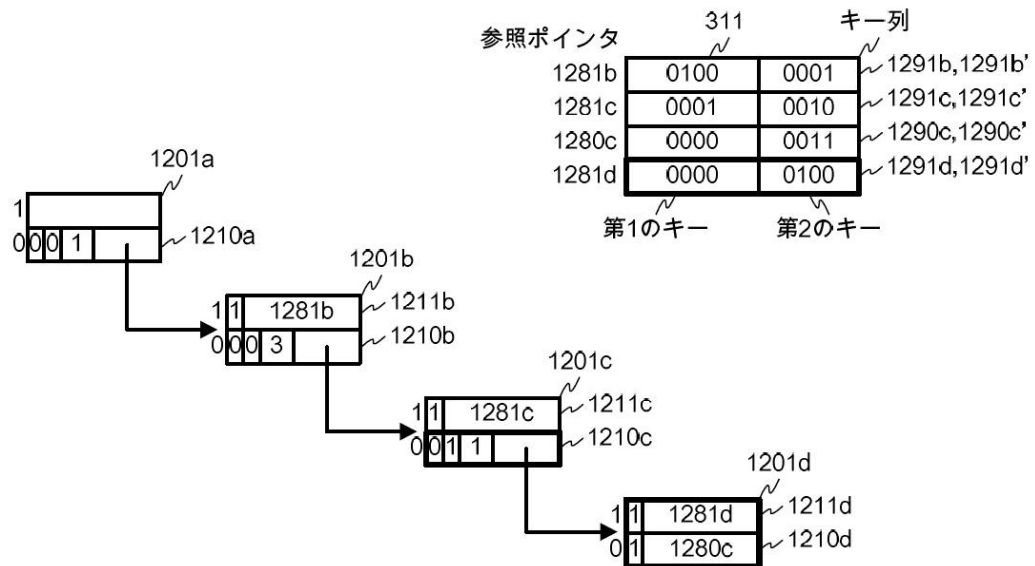 311 キー列
参照ポインタ
1281b 0100 0001 1291b,1291b'
1281c 0001 0010 1291c,1291c'
1280c 0000 0011 1290c,1290c'
1281d 0000 0100 1291d,1291d'
第1のキー 第2のキー
1201a
1
0 0 0 1 1210a
1201b
1 1 1281b 1211b
0 0 0 3 1210b
1201c
1 1 1281c 1211c
0 0 1 1 1210c
1201d
1 1 1281d 1211d
0 1 1280c 1210d